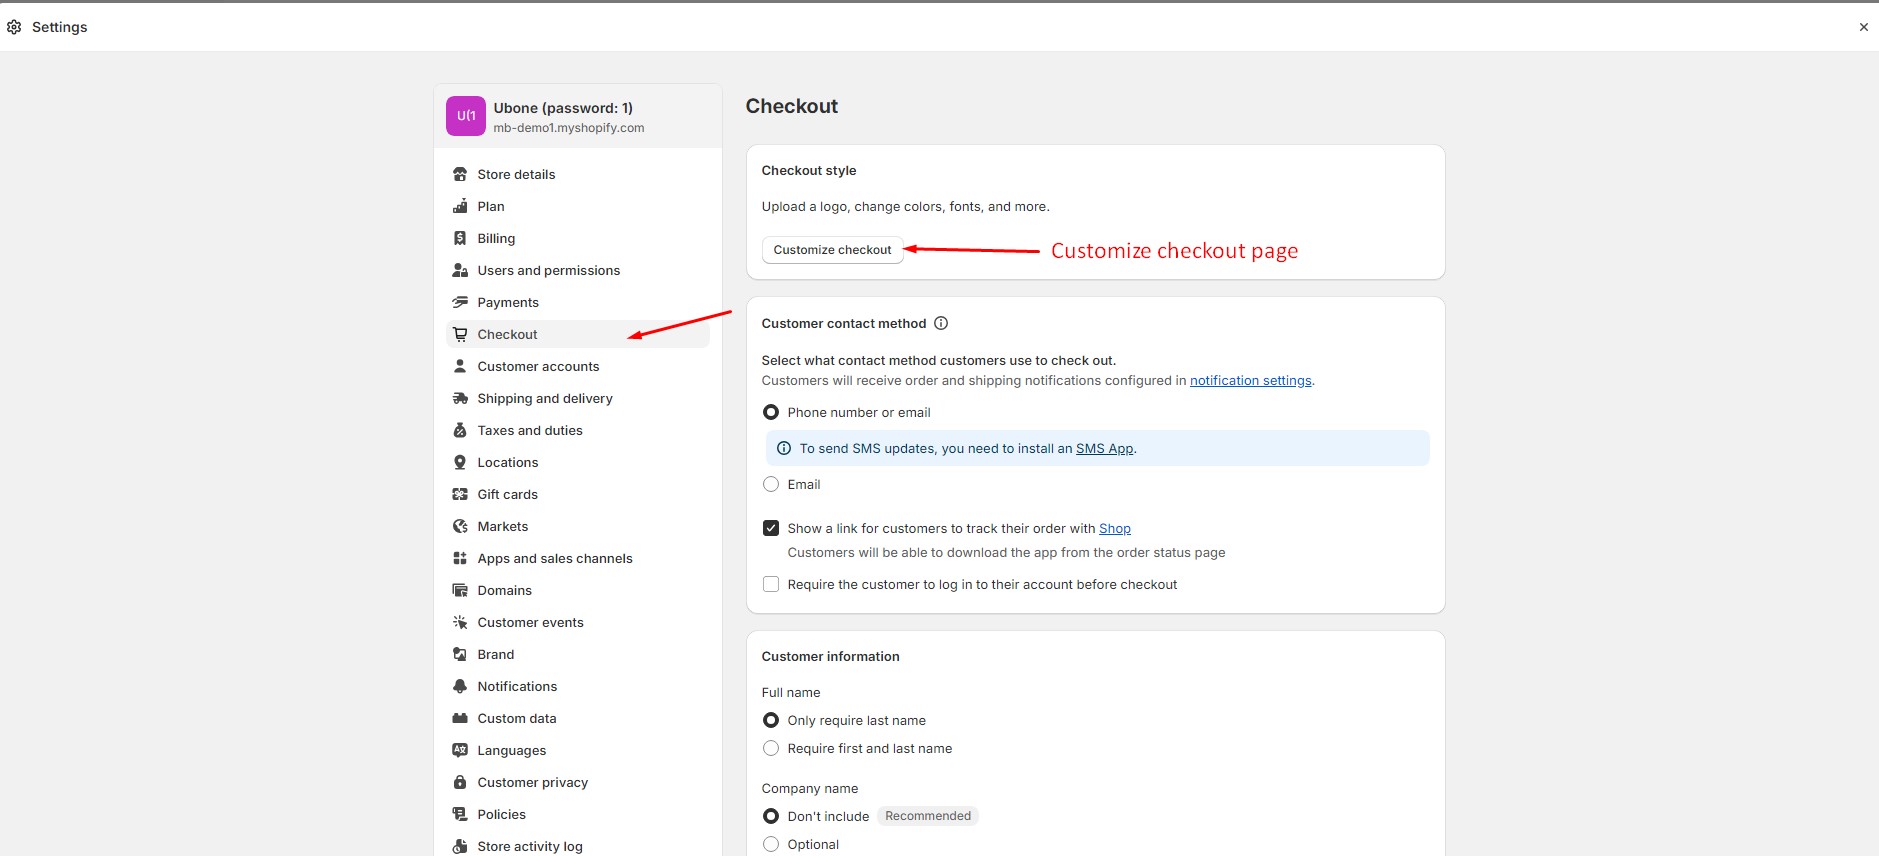 Settings
U(1
Ubone (password: 1)
mb-demo1.myshopify.com
Store details
Plan
Billing
Users and permissions
Payments
Checkout
Customer accounts
Shipping and delivery
Taxes and duties
Locations
Gift cards
Markets
Apps and sales channels
Domains
Customer events
Brand
Notifications
Custom data
Languages
Customer privacy
Policies
Store activity log
Checkout
Checkout style
Upload a logo, change colors, fonts, and more.
Customize checkout
Customize checkout page
Customer contact method
Select what contact method customers use to check out.
Customers will receive order and shipping notifications configured in notification settings.
Phone number or email
To send SMS updates, you need to install an SMS App.
Email
Show a link for customers to track their order with Shop
Customers will be able to download the app from the order status page
Require the customer to log in to their account before checkout
Customer information
Full name
Only require last name
Require first and last name
Company name
Don't include Recommended
Optional